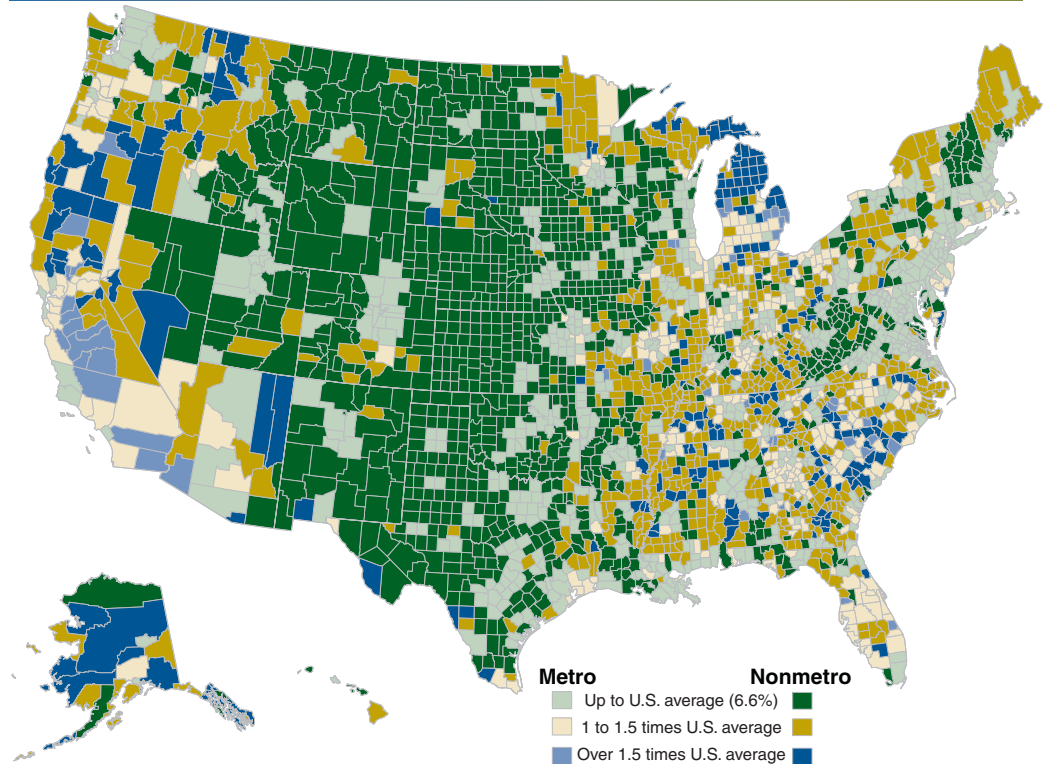 Metro Nonmetro
Up to U.S. average (6.6%)
1 to 1.5 times U.S. average
Over 1.5 times U.S. average